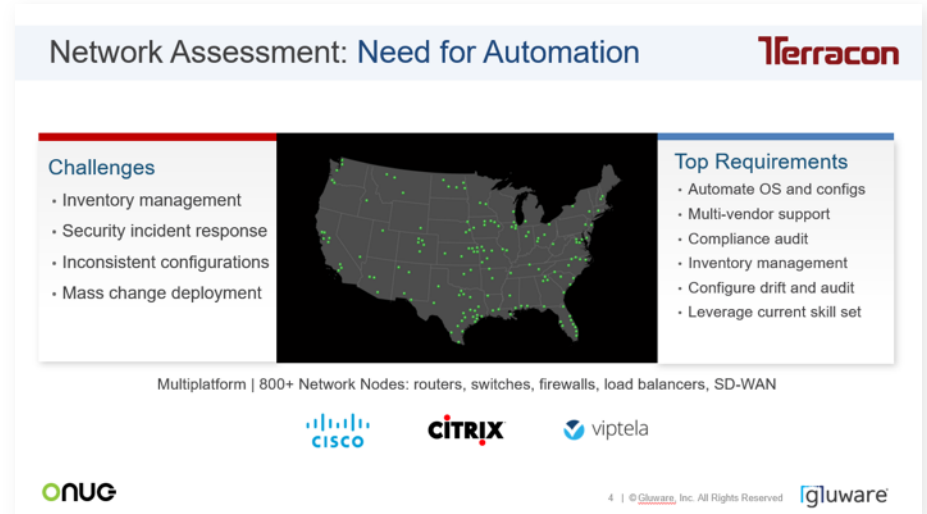 Network Assessment: Need for Automation
Terracon
Challenges
· Inventory management
· Security incident response
· Inconsistent configurations
· Mass change deployment
Top Requirements
· Automate OS and configs
· Multi-vendor support
· Compliance audit
· Inventory management
· Configure drift and audit
· Leverage current skill set
Multiplatform | 800+ Network Nodes: routers, switches, firewalls, load balancers, SD-WAN
CISCO
CİTRIX
viptela
ONUG
4 | © Gluware, Inc. All Rights Reserved
gluware